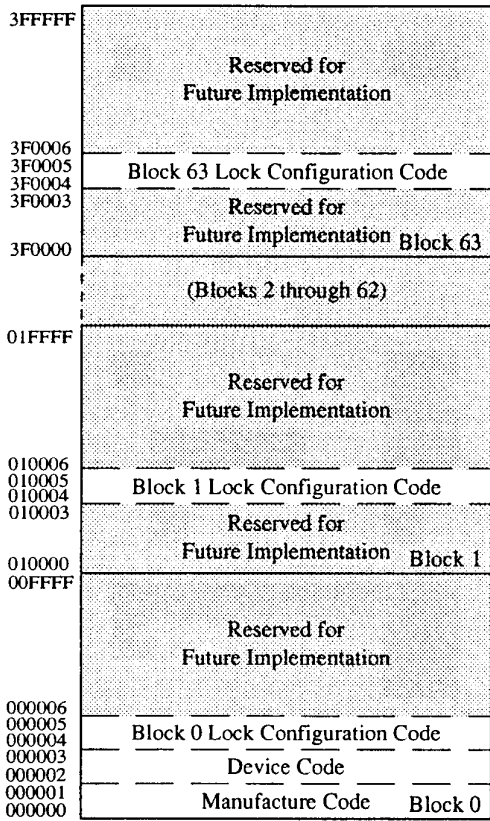 3FFFFF
Reserved for
Future Implementation
3F0006
3F0005
Block 63 Lock Configuration Code
3F0004
3F0003
Reserved for
Future Implementation
Block 63
3F0000
(Blocks 2 through 62)
01FFFF
Reserved for
Future Implementation
010006
010005
Block 1 Lock Configuration Code
010004
010003
Reserved for
Future Implementation
Block 1
010000
00FFFF
Reserved for
Future Implementation
000006
000005
Block 0 Lock Configuration Code
000004
000003
Device Code
000002
000001
Manufacture Code
Block 0
000000